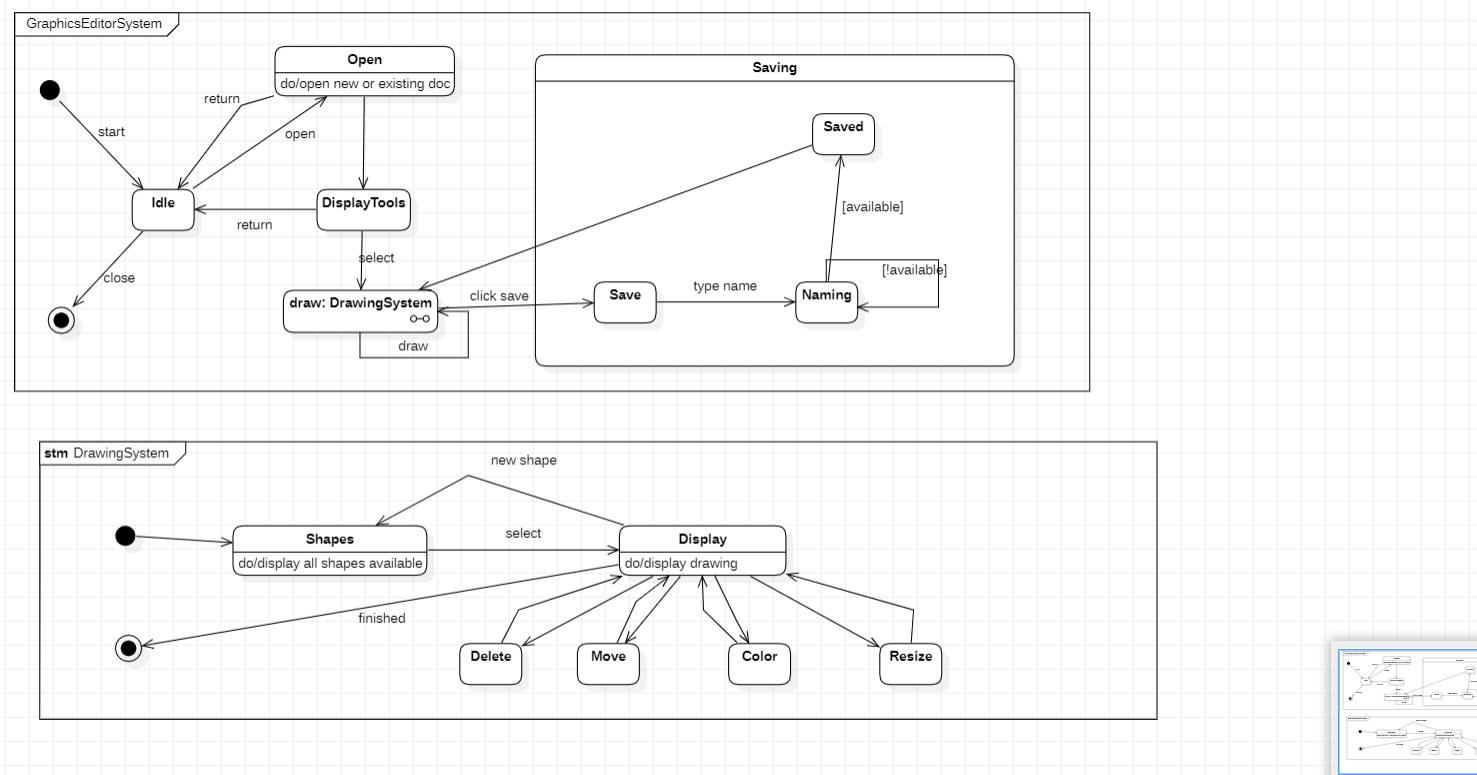 GraphicsEditorSystem
Open
do/open new or existing doc
Saving
return
start
open
Saved
Idle
DisplayTools
[available]
return
select
close
[!available]
draw: DrawingSystem
click save
Save
type name
Naming
draw
stm DrawingSystem
new shape
Shapes
do/display all shapes available
select
Display
do/display drawing
finished
Delete
Move
Color
Resize